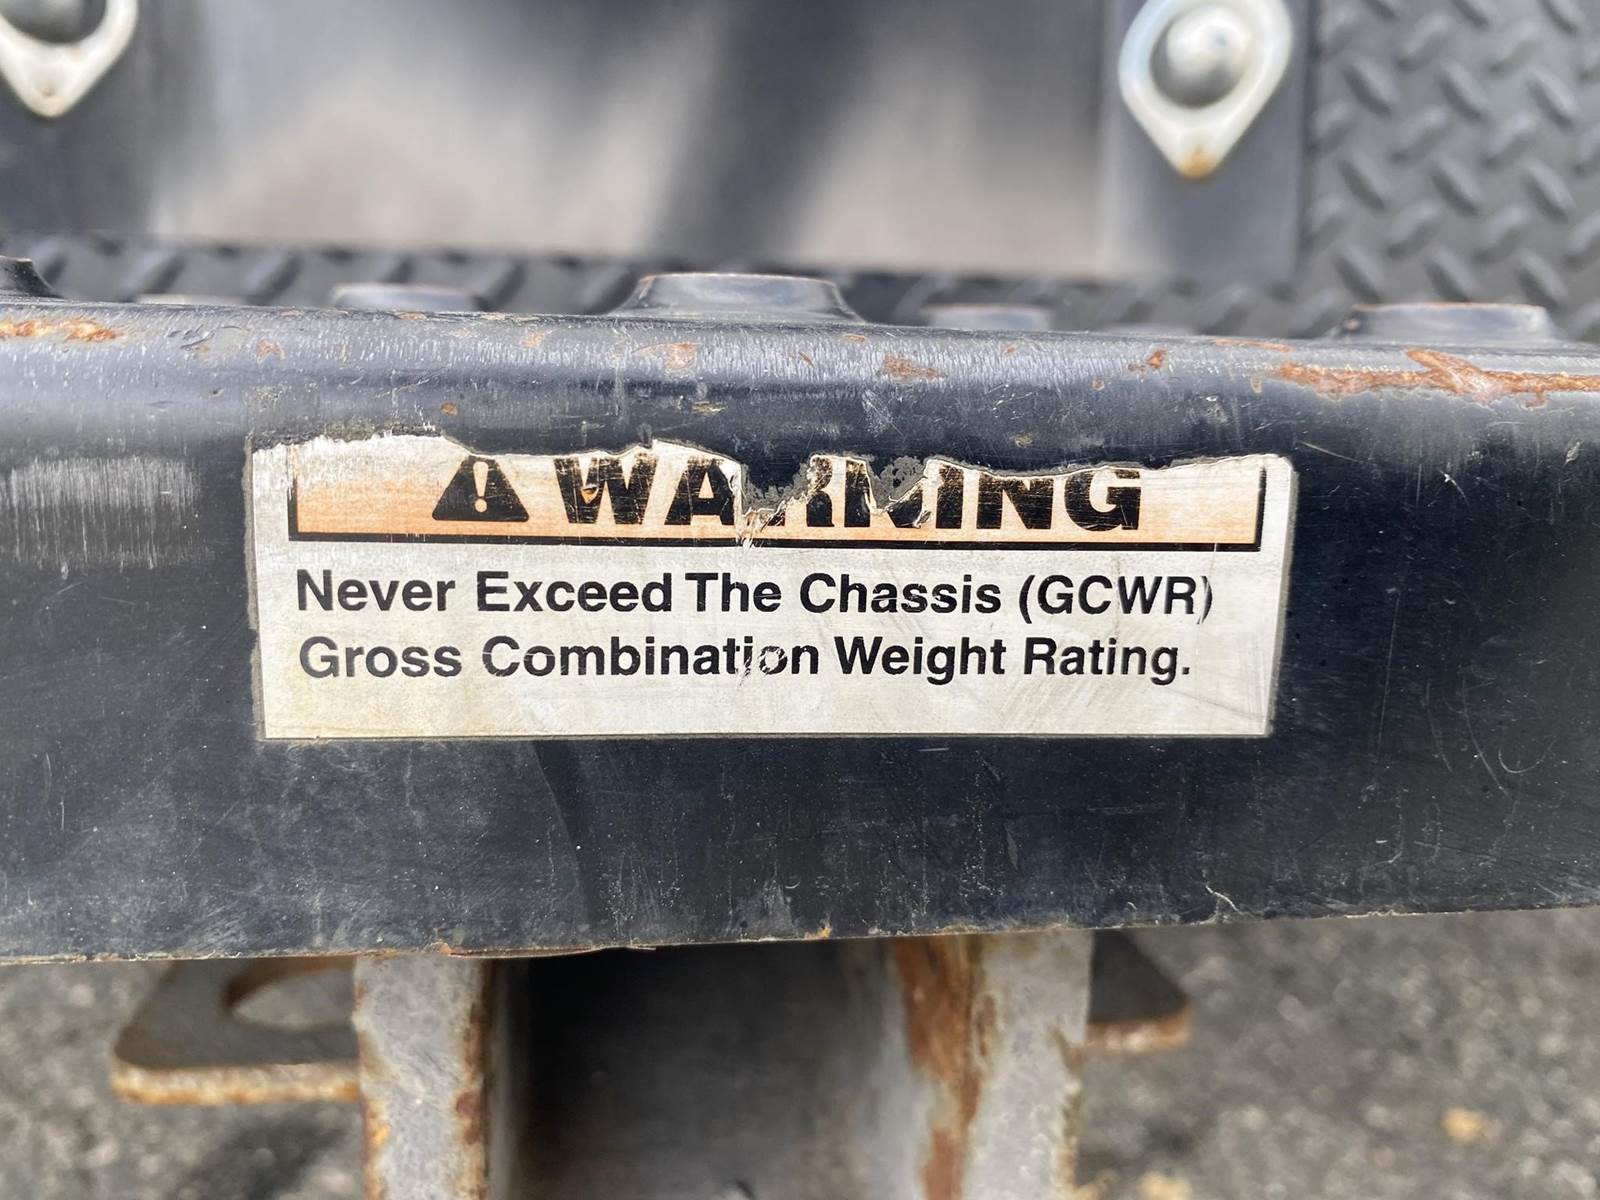 WARNING
Never Exceed The Chassis (GCWR)
Gross Combination Weight Rating.